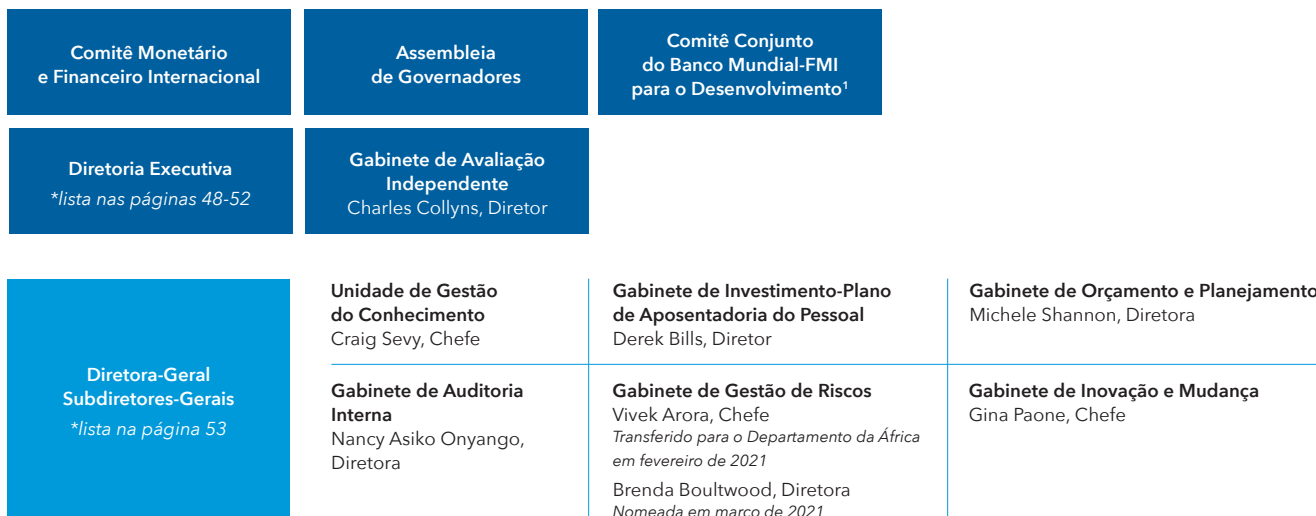 Comitê Monetário
e Financeiro Internacional
Assembleia
de Governadores
Comitê Conjunto
do Banco Mundial-FMI
para o Desenvolvimento¹
Diretoria Executiva
*lista nas páginas 48-52
Gabinete de Avaliação
Independente
Charles Collyns, Diretor
Diretora-Geral
Subdiretores-Gerais
*lista na página 53
Unidade de Gestão
do Conhecimento
Craig Sevy, Chefe
Gabinete de Investimento-Plano
de Aposentadoria do Pessoal
Derek Bills, Diretor
Gabinete de Orçamento e Planejamento
Michele Shannon, Diretora
Gabinete de Auditoria
Interna
Nancy Asiko Onyango,
Diretora
Gabinete de Gestão de Riscos
Vivek Arora, Chefe
Transferido para o Departamento da África
em fevereiro de 2021
Brenda Boultwood, Diretora
Nomeada em março de 2021
Gabinete de Inovação e Mudança
Gina Paone, Chefe